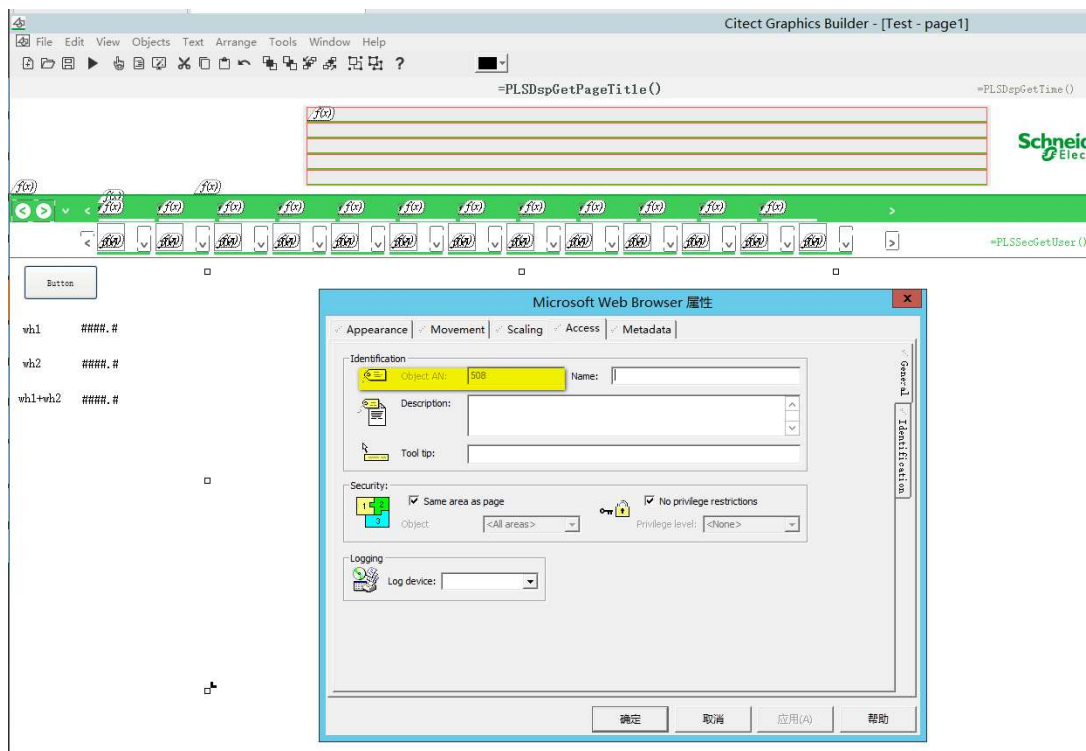 Citect Graphics Builder - [Test - page1]
File Edit View Objects Text Arrange Tools Window Help
=PLSDspGetPageTitle()
=PLSDspGetTime()
f(x)
Schneid
Elec
f(x) f(x)
f(x) f(x) f(x) f(x) f(x) f(x) f(x) f(x) f(x) f(x) f(x) f(x)
=PLSSecGetUser()
Button
wh1 ####.#
wh2 ####.#
wh1+wh2 ####.#
Microsoft Web Browser 属性
x
Appearance Movement Scaling Access Metadata
General
Identification
Identification
Object AN: 508 Name:
Description:
Tool tip:
Security:
1 2 3
Same area as page
No privilege restrictions
Object <All areas>
Privilege level: <None>
Logging
Log device:
确定 取消 应用(A) 帮助